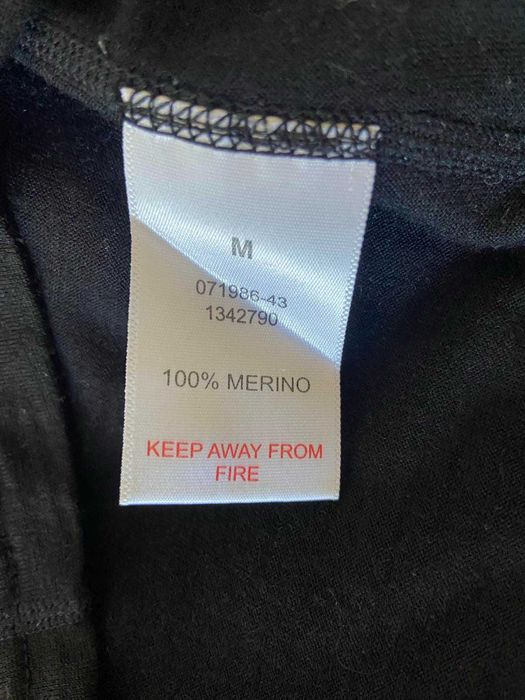 M
071986-43
1342790
100% MERINO
KEEP AWAY FROM
FIRE